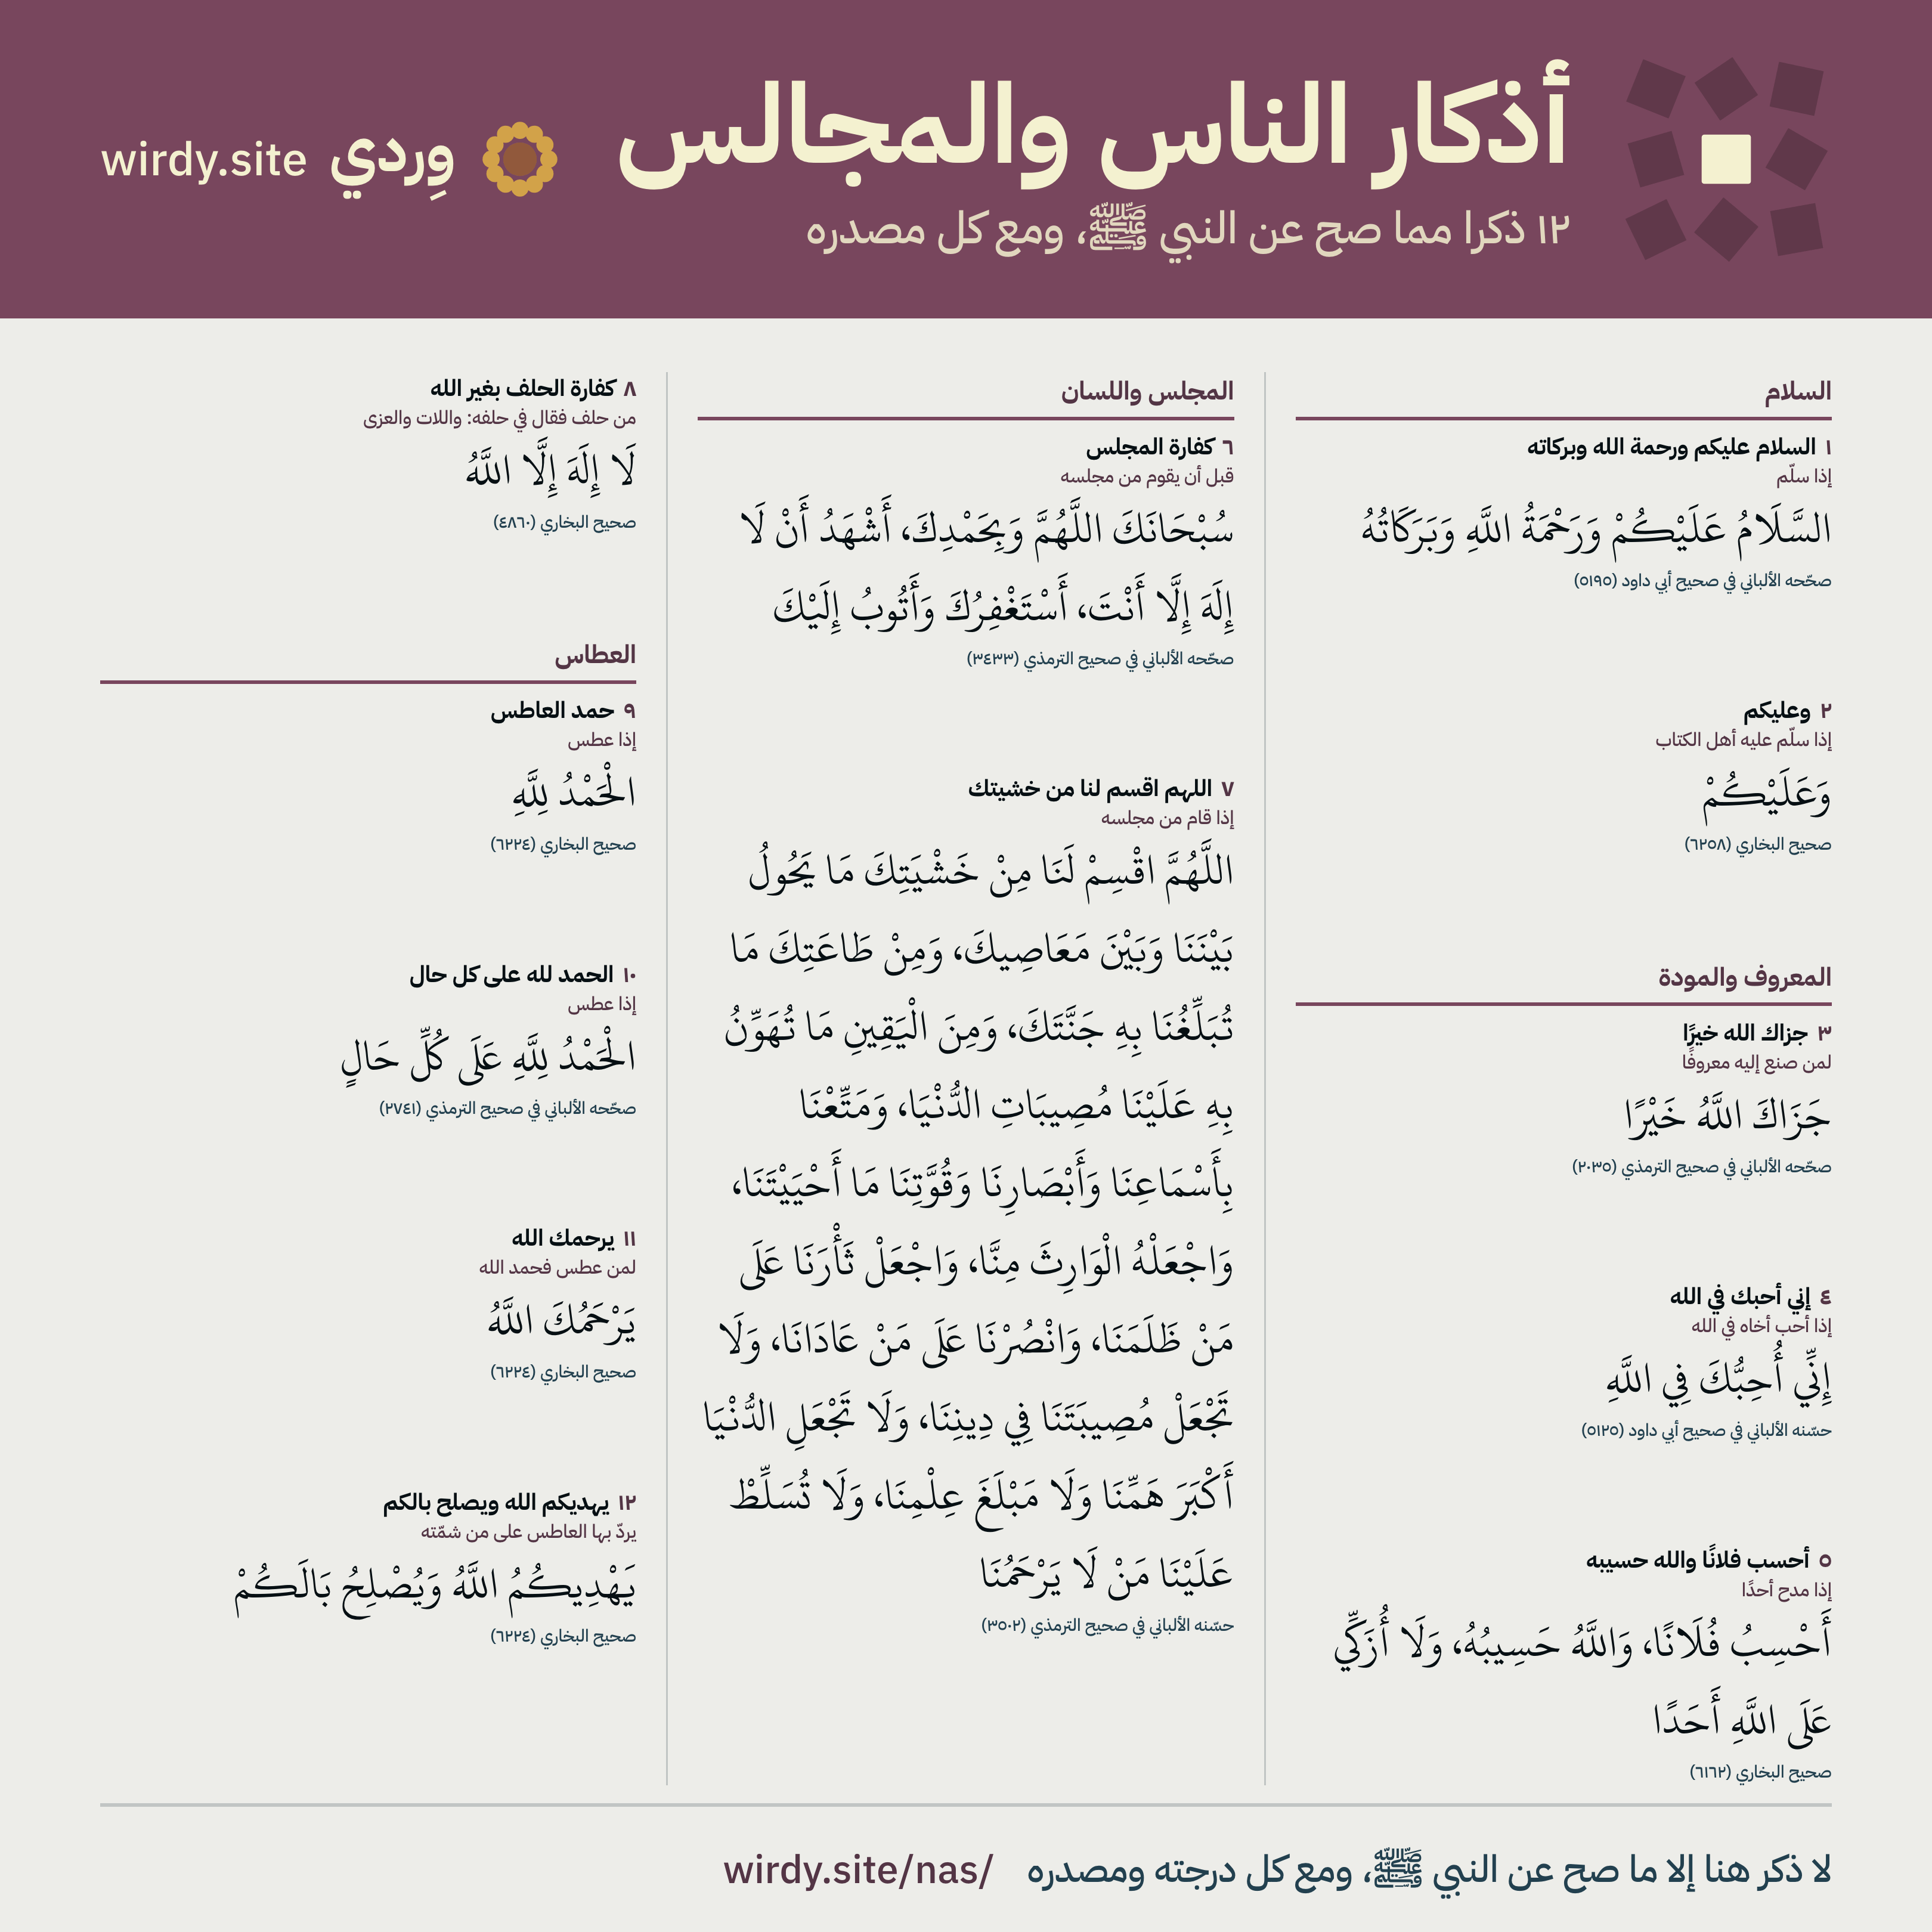 أذكار الناس والمجالس
١٢ ذكرا مما صح عن النبي ﷺ، ومع كل مصدره
وِردي wirdy.site
السلام
١ السلام عليكم ورحمة الله وبركاته
إذا سلّم
السَّلَامُ عَلَيْكُمْ وَرَحْمَةُ اللَّهِ وَبَرَكَاتُهُ
صحّحه الألباني في صحيح أبي داود (٥١٩٥)
٢ وعليكم
إذا سلّم عليه أهل الكتاب
وَعَلَيْكُمْ
صحيح البخاري (٦٢٥٨)
المعروف والمودة
٣ جزاك الله خيرًا
لمن صنع إليه معروفًا
جَزَاكَ اللَّهُ خَيْرًا
صحّحه الألباني في صحيح الترمذي (٢٠٣٥)
٤ إني أحبك في الله
إذا أحب أخاه في الله
إِنِّي أُحِبُّكَ فِي اللَّهِ
حسّنه الألباني في صحيح أبي داود (٥١٢٥)
٥ أحسب فلانًا والله حسيبه
إذا مدح أحدًا
أَحْسِبُ فُلَانًا، وَاللَّهُ حَسِيبُهُ، وَلَا أُزَكِّي
عَلَى اللَّهِ أَحَدًا
صحيح البخاري (٦١٦٢)
المجلس واللسان
٦ كفارة المجلس
قبل أن يقوم من مجلسه
سُبْحَانَكَ اللَّهُمَّ وَبِحَمْدِكَ، أَشْهَدُ أَنْ لَا
إِلَهَ إِلَّا أَنْتَ، أَسْتَغْفِرُكَ وَأَتُوبُ إِلَيْكَ
صحّحه الألباني في صحيح الترمذي (٣٤٣٣)
٧ اللهم اقسم لنا من خشيتك
إذا قام من مجلسه
اللَّهُمَّ اقْسِمْ لَنَا مِنْ خَشْيَتِكَ مَا يَحُولُ
بَيْنَنَا وَبَيْنَ مَعَاصِيكَ، وَمِنْ طَاعَتِكَ مَا
تُبَلِّغُنَا بِهِ جَنَّتَكَ، وَمِنَ الْيَقِينِ مَا تُهَوِّنُ
بِهِ عَلَيْنَا مُصِيبَاتِ الدُّنْيَا، وَمَتِّعْنَا
بِأَسْمَاعِنَا وَأَبْصَارِنَا وَقُوَّتِنَا مَا أَحْيَيْتَنَا،
وَاجْعَلْهُ الْوَارِثَ مِنَّا، وَاجْعَلْ ثَأْرَنَا عَلَى
مَنْ ظَلَمَنَا، وَانْصُرْنَا عَلَى مَنْ عَادَانَا، وَلَا
تَجْعَلْ مُصِيبَتَنَا فِي دِينِنَا، وَلَا تَجْعَلِ الدُّنْيَا
أَكْبَرَ هَمِّنَا وَلَا مَبْلَغَ عِلْمِنَا، وَلَا تُسَلِّطْ
عَلَيْنَا مَنْ لَا يَرْحَمُنَا
حسّنه الألباني في صحيح الترمذي (٣٥٠٢)
٨ كفارة الحلف بغير الله
من حلف فقال في حلفه: واللات والعزى
لَا إِلَهَ إِلَّا اللَّهُ
صحيح البخاري (٤٨٦٠)
العطاس
٩ حمد العاطس
إذا عطس
الْحَمْدُ لِلَّهِ
صحيح البخاري (٦٢٢٤)
١٠ الحمد لله على كل حال
إذا عطس
الْحَمْدُ لِلَّهِ عَلَى كُلِّ حَالٍ
صحّحه الألباني في صحيح الترمذي (٢٧٤١)
١١ يرحمك الله
لمن عطس فحمد الله
يَرْحَمُكَ اللَّهُ
صحيح البخاري (٦٢٢٤)
١٢ يهديكم الله ويصلح بالكم
يردّ بها العاطس على من شمّته
يَهْدِيكُمُ اللَّهُ وَيُصْلِحُ بَالَكُمْ
صحيح البخاري (٦٢٢٤)
لا ذكر هنا إلا ما صح عن النبي ﷺ، ومع كل درجته ومصدره wirdy.site/nas/